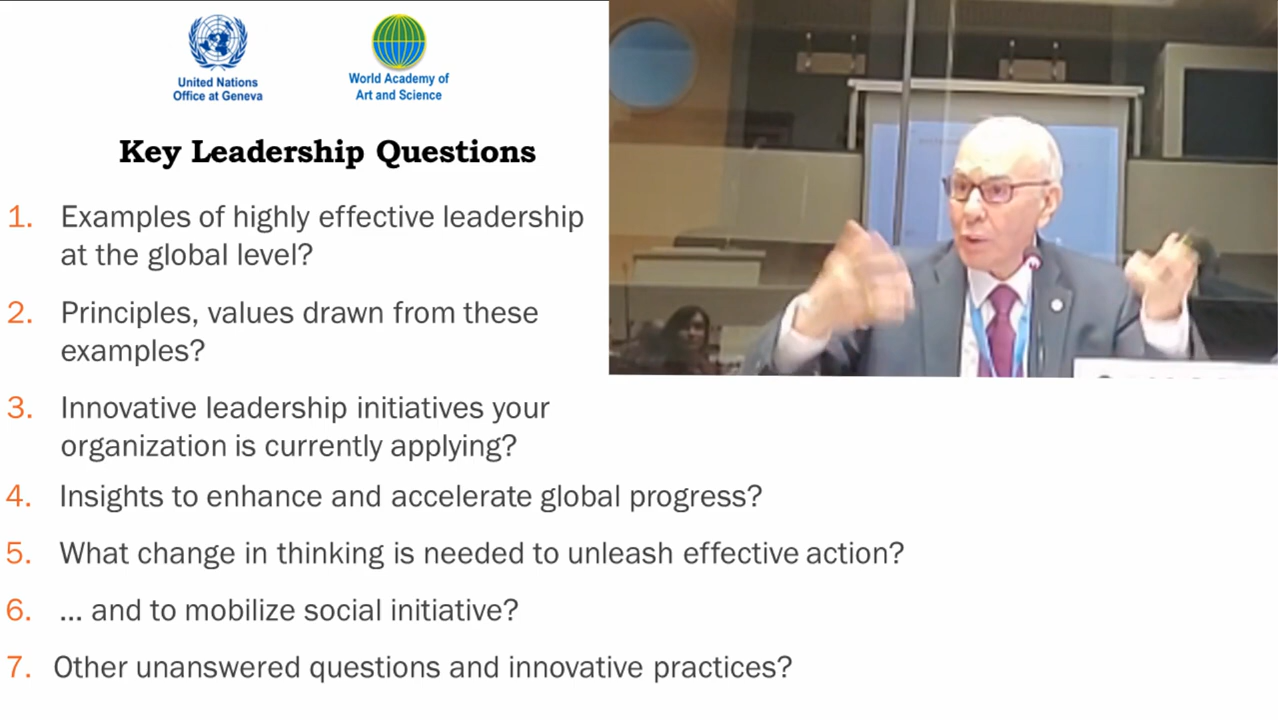 United Nations
Office at Geneva
World Academy of
Art and Science
Key Leadership Questions
1. Examples of highly effective leadership
at the global level?
2. Principles, values drawn from these
examples?
3. Innovative leadership initiatives your
organization is currently applying?
4. Insights to enhance and accelerate global progress?
5. What change in thinking is needed to unleash effective action?
6. ... and to mobilize social initiative?
7. Other unanswered questions and innovative practices?